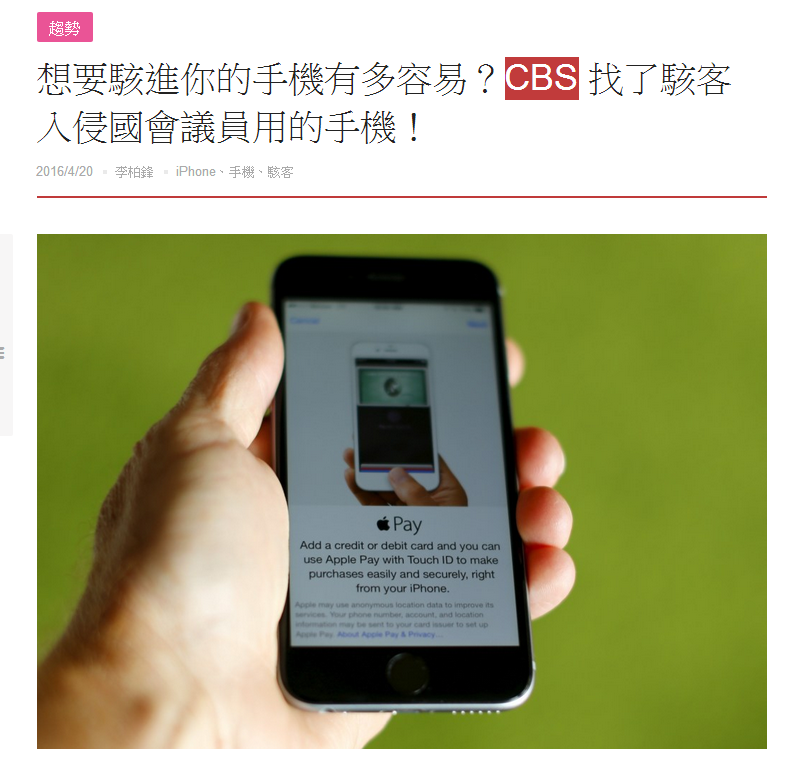 趨勢
想要駭進你的手機有多容易？CBS 找了駭客
入侵國會議員用的手機！
2016/4/20 李柏鋒 iPhone、手機、駭客
Pay
Add a credit or debit card and you can
use Apple Pay with Touch ID to make
purchases easily and securely, right
from your iPhone.
Apple may use anonymous location data to improve its
services. Your phone number, account, and location
information may be sent to your card issuer to set up
Apple Pay. About Apple Pay & Privacy...